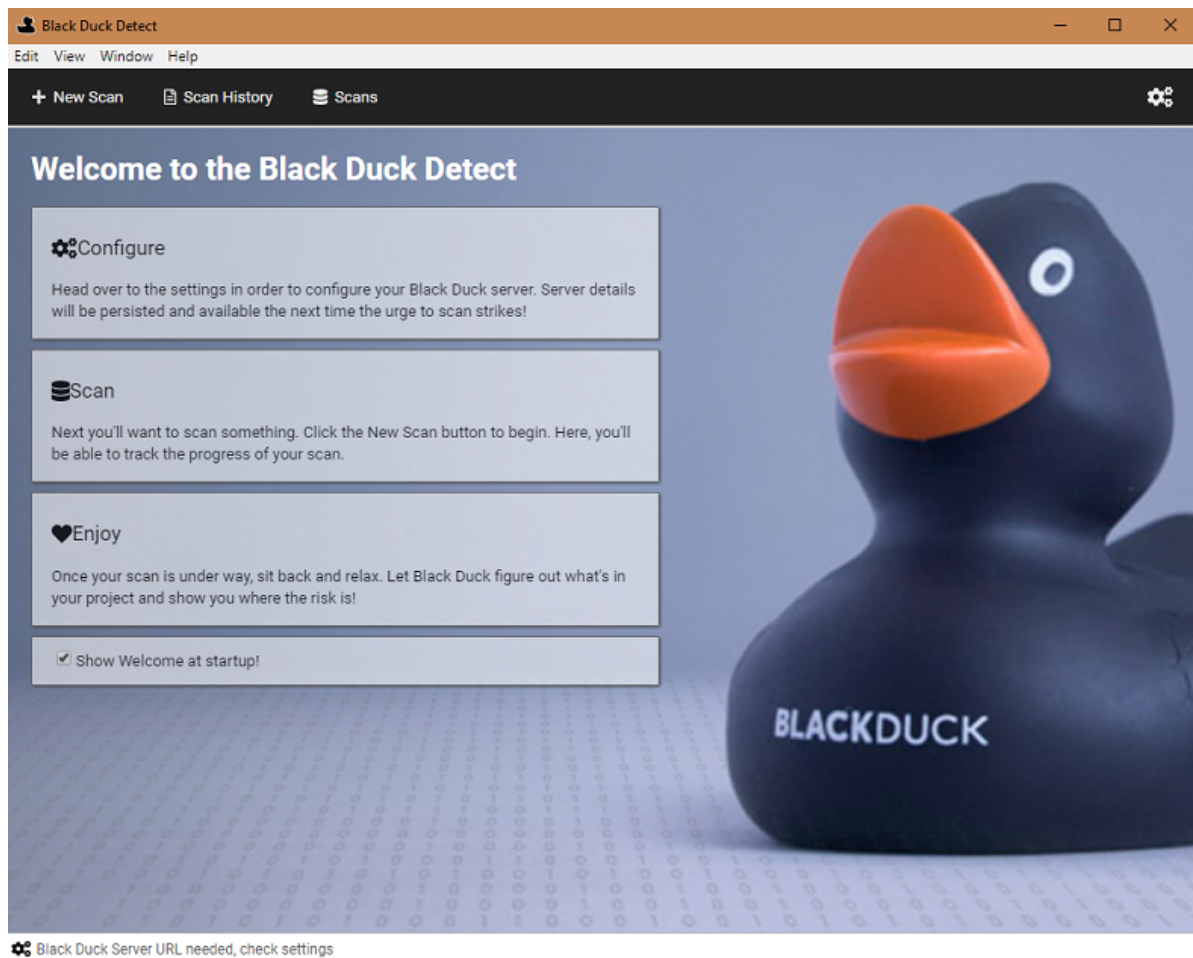 Black Duck Detect
Edit View Window Help
New Scan Scan History Scans
Welcome to the Black Duck Detect
Configure
Head over to the settings in order to configure your Black Duck server. Server details
will be persisted and available the next time the urge to scan strikes!
Scan
Next you'll want to scan something. Click the New Scan button to begin. Here, you'll
be able to track the progress of your scan.
Enjoy
Once your scan is under way, sit back and relax. Let Black Duck figure out what's in
your project and show you where the risk is!
Show Welcome at startup!
BLACKDUCK
Black Duck Server URL needed, check settings